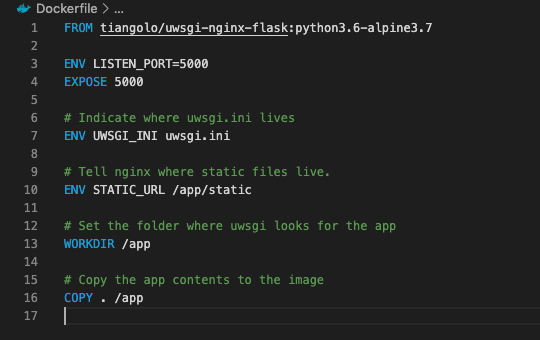 Dockerfile > ...
1 FROM tiangolo/uwsgi-nginx-flask:python3.6-alpine3.7
2
3 ENV LISTEN_PORT=5000
4 EXPOSE 5000
5
6 # Indicate where uwsgi.ini lives
7 ENV UWSGI_INI uwsgi.ini
8
9 # Tell nginx where static files live.
10 ENV STATIC_URL /app/static
11
12 # Set the folder where uwsgi looks for the app
13 WORKDIR /app
14
15 # Copy the app contents to the image
16 COPY . /app
17